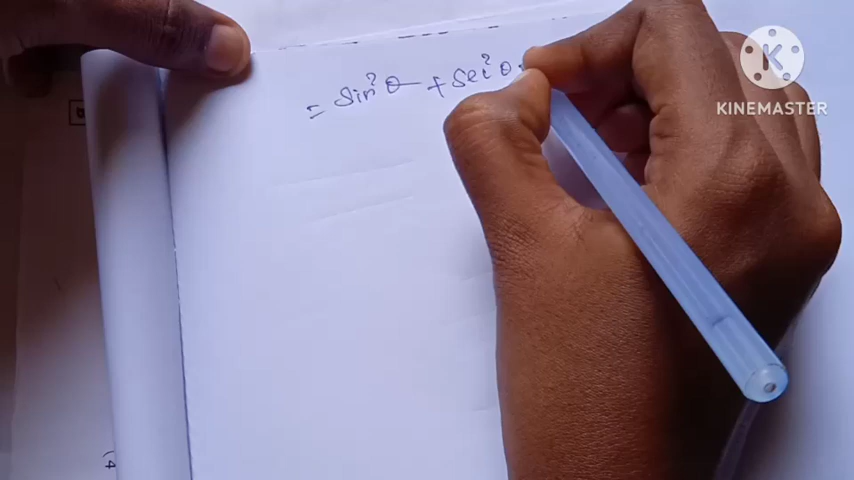 = sin²θ + sec²θ
K
KINEMASTER